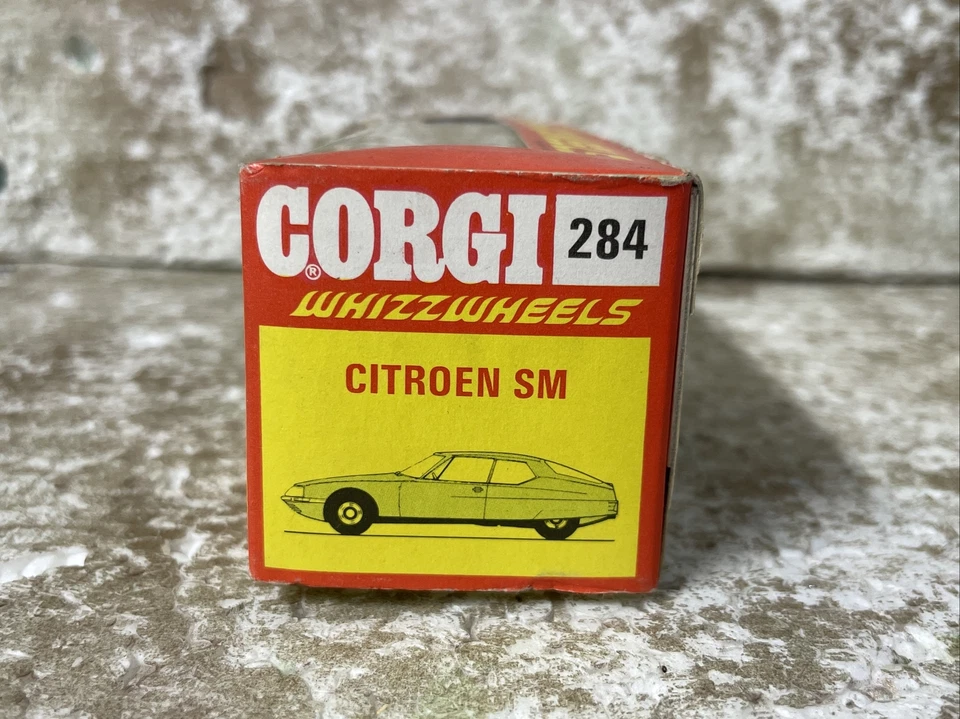 CORGI® 284
WHIZZWHEELS
CITROEN SM